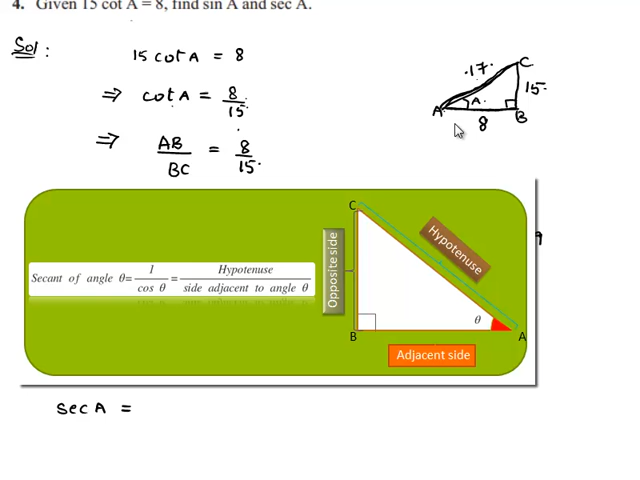 4. Given 15 cot A = 8, find sin A and sec A.
Sol :
15 cot A = 8
⇒ cot A = 8/15
⇒ AB/BC = 8/15
C
17
15
A
A
B
8
C
Opposite side
Hypotenuse
Secant of angle θ= 1/cos θ = Hypotenuse/side adjacent to angle θ
θ
B
A
Adjacent side
sec A =